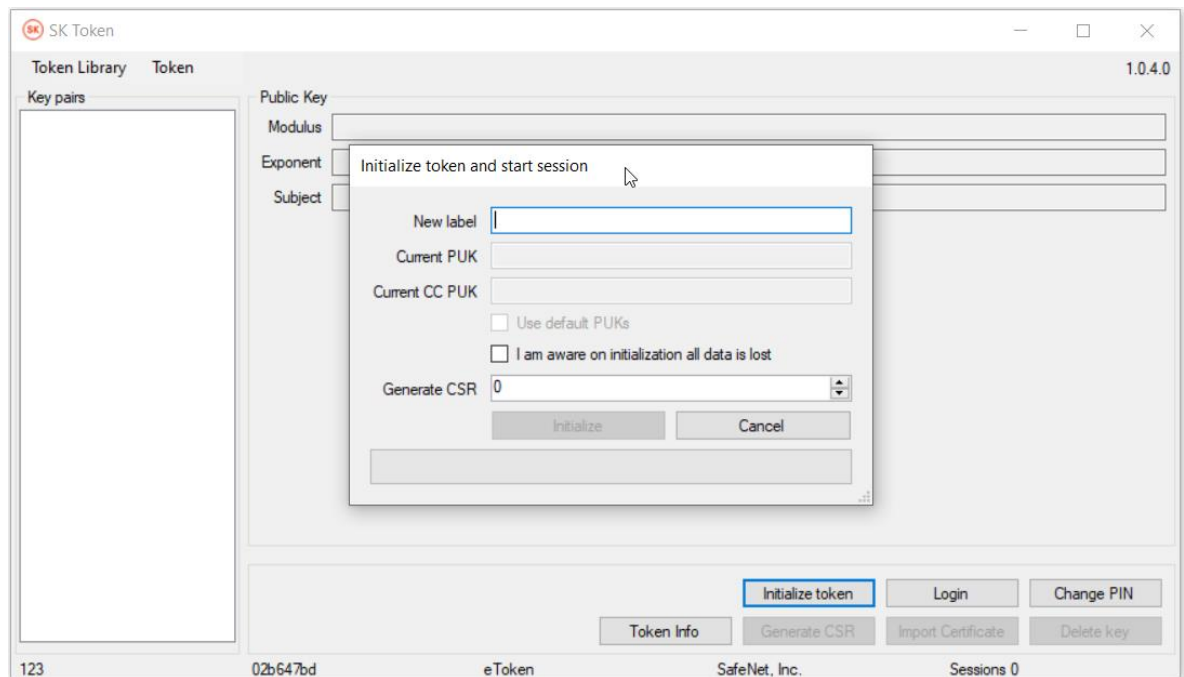 SK SK Token
Token Library Token 1.0.4.0
Key pairs
Public Key
Modulus
Exponent
Subject
Initialize token and start session
New label
Current PUK
Current CC PUK
Use default PUKs
I am aware on initialization all data is lost
Generate CSR 0
Initialize Cancel
Initialize token Login Change PIN
Token Info Generate CSR Import Certificate Delete key
123 02b647bd eToken SafeNet, Inc. Sessions 0